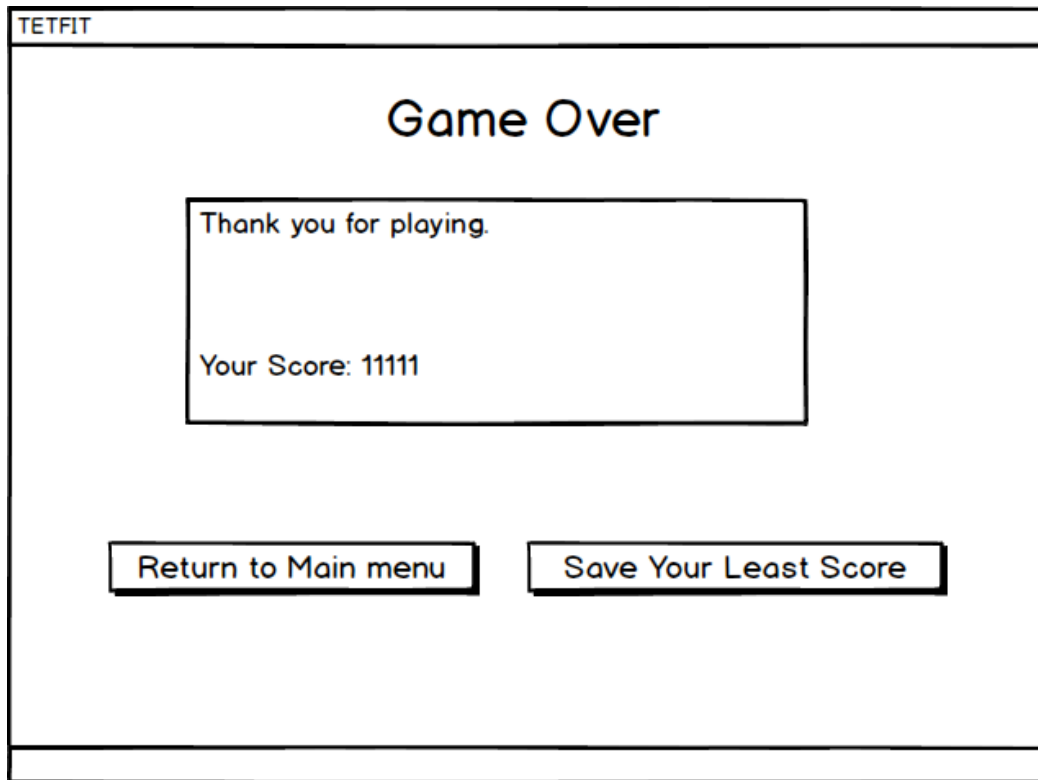 TETFIT
Game Over
Thank you for playing.
Your Score: 11111
Return to Main menu
Save Your Least Score